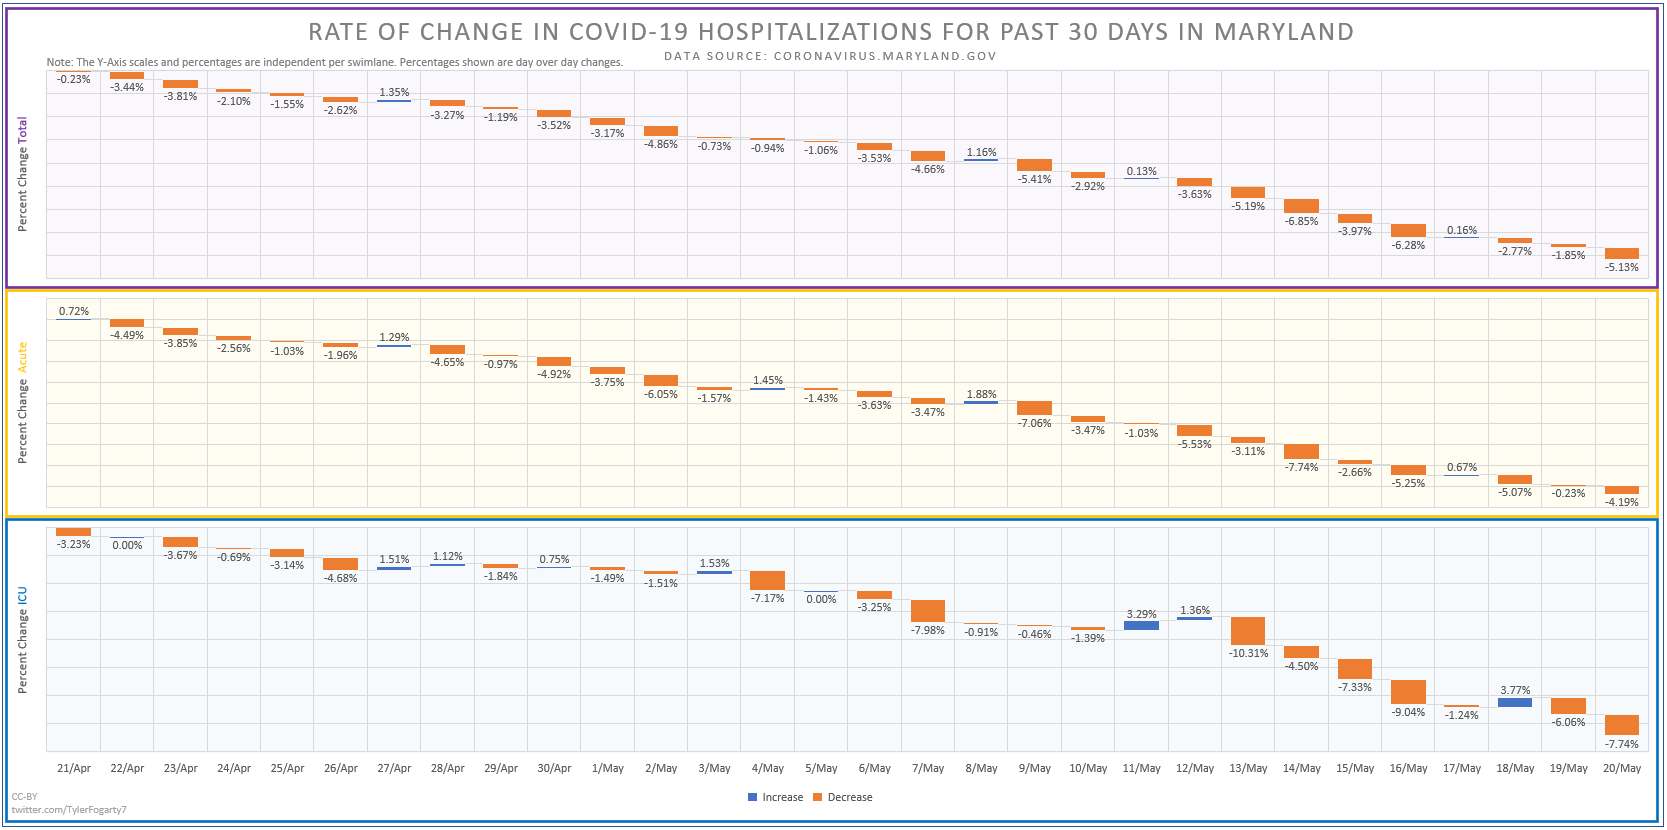 RATE OF CHANGE IN COVID-19 HOSPITALIZATIONS FOR PAST 30 DAYS IN MARYLAND
DATA SOURCE: CORONAVIRUS.MARYLAND.GOV
Note: The Y-Axis scales and percentages are independent per swimlane. Percentages shown are day over day changes.
Percent Change Total
-0.23% -3.44% -3.81% -2.10% -1.55% -2.62% 1.35% -3.27% -1.19% -3.52% -3.17% -4.86% -0.73% -0.94% -1.06% -3.53% -4.66% 1.16% -5.41% -2.92% 0.13% -3.63% -5.19% -6.85% -3.97% -6.28% 0.16% -2.77% -1.85% -5.13%
Percent Change Acute
0.72% -4.49% -3.85% -2.56% -1.03% -1.96% 1.29% -4.65% -0.97% -4.92% -3.75% -6.05% -1.57% 1.45% -1.43% -3.63% -3.47% 1.88% -7.06% -3.47% -1.03% -5.53% -3.11% -7.74% -2.66% -5.25% 0.67% -5.07% -0.23% -4.19%
Percent Change ICU
-3.23% 0.00% -3.67% -0.69% -3.14% -4.68% 1.51% 1.12% -1.84% 0.75% -1.49% -1.51% 1.53% -7.17% 0.00% -3.25% -7.98% -0.91% -0.46% -1.39% 3.29% 1.36% -10.31% -4.50% -7.33% -9.04% -1.24% 3.77% -6.06% -7.74%
21/Apr 22/Apr 23/Apr 24/Apr 25/Apr 26/Apr 27/Apr 28/Apr 29/Apr 30/Apr 1/May 2/May 3/May 4/May 5/May 6/May 7/May 8/May 9/May 10/May 11/May 12/May 13/May 14/May 15/May 16/May 17/May 18/May 19/May 20/May
Increase Decrease
CC-BY
twitter.com/TylerFogarty7